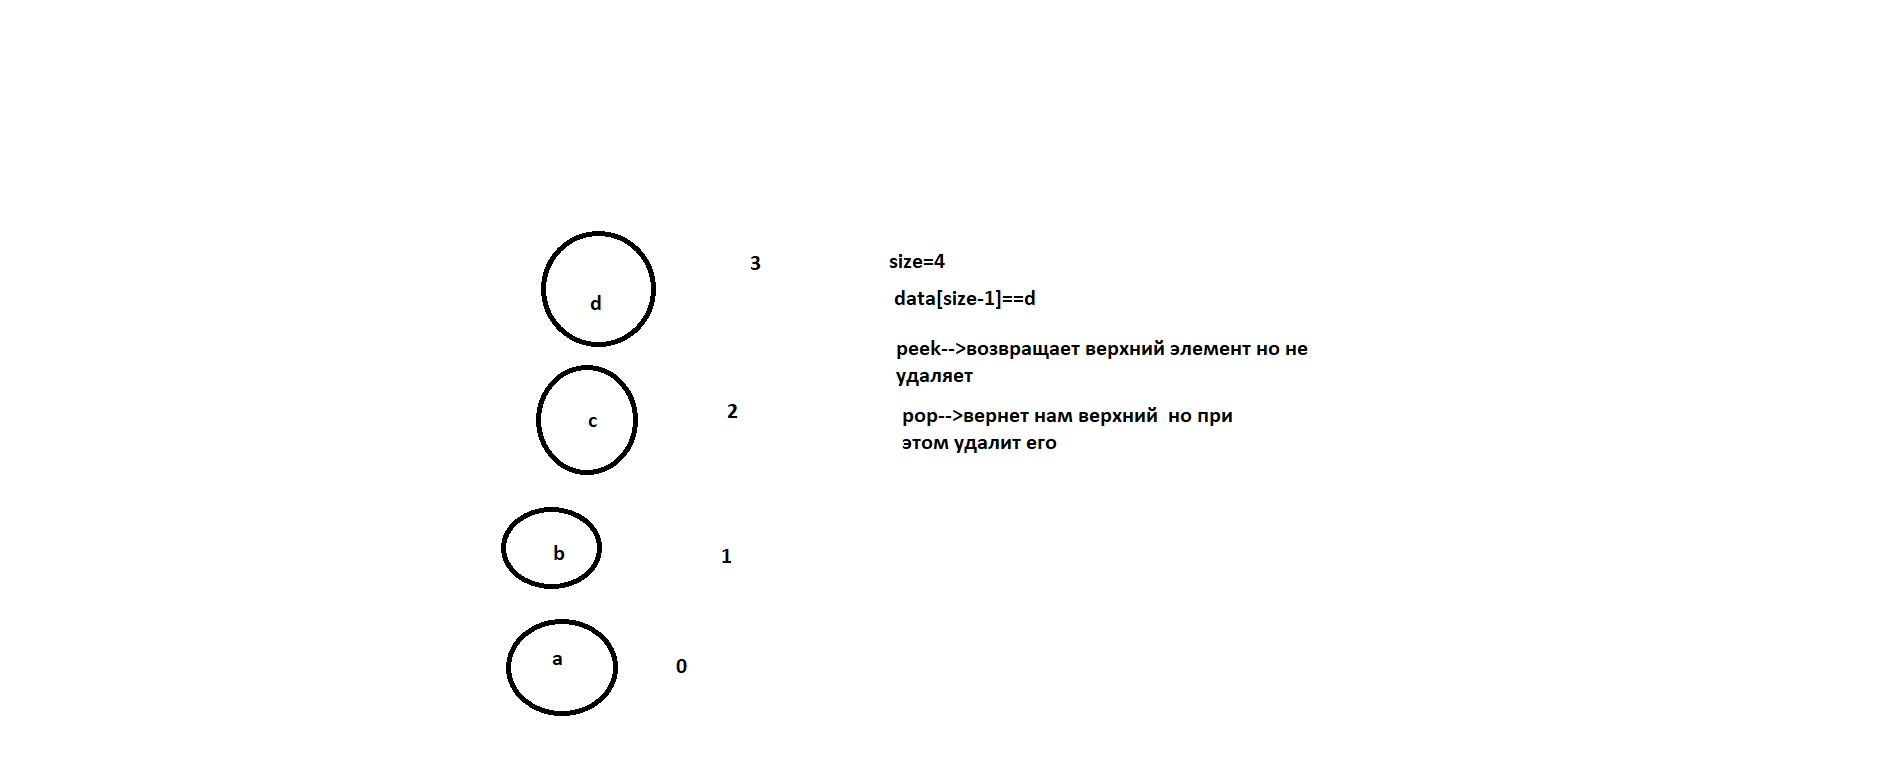 3
size=4
d
data[size-1]==d
peek-->возвращает верхний элемент но не
удаляет
c
2
pop-->вернет нам верхний  но при
этом удалит его
b
1
a
0